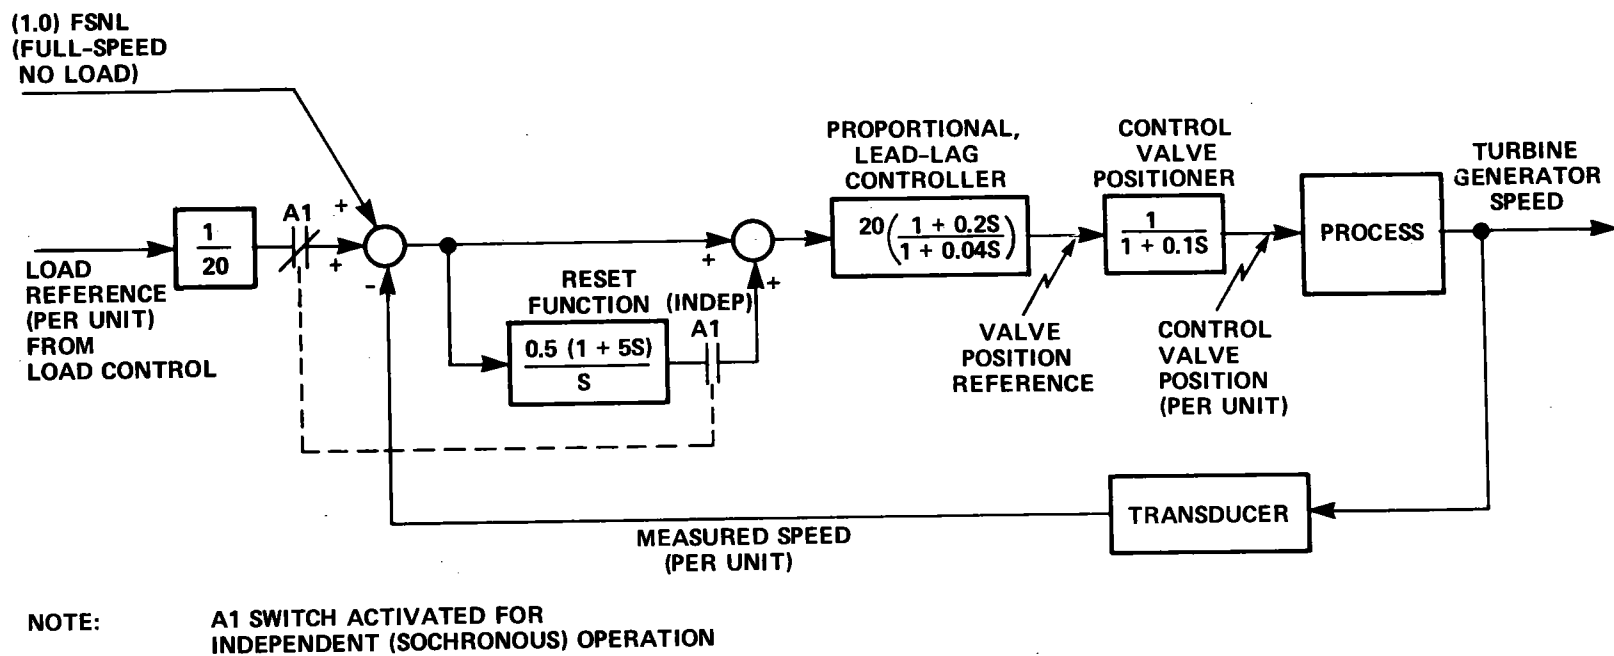 (1.0) FSNL
(FULL-SPEED
NO LOAD)
LOAD
REFERENCE
(PER UNIT)
FROM
LOAD CONTROL
1
20
A1
+
+
-
RESET
FUNCTION
0.5 (1 + 5S)
S
(INDEP)
A1
+
+
PROPORTIONAL,
LEAD-LAG
CONTROLLER
20(1 + 0.2S
1 + 0.04S)
VALVE
POSITION
REFERENCE
CONTROL
VALVE
POSITIONER
1
1 + 0.1S
CONTROL
VALVE
POSITION
(PER UNIT)
PROCESS
TURBINE
GENERATOR
SPEED
TRANSDUCER
MEASURED SPEED
(PER UNIT)
NOTE: A1 SWITCH ACTIVATED FOR
INDEPENDENT (SOCHRONOUS) OPERATION